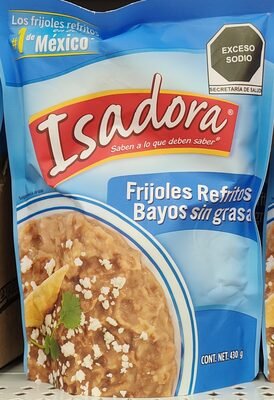 Los frijoles refritos
#1 de México
EXCESO
SODIO
SECRETARÍA DE SALUD
Isadora®
Saben a lo que deben saber®
Frijoles Refritos
Bayos sin grasa
CONT. NET. 430 g